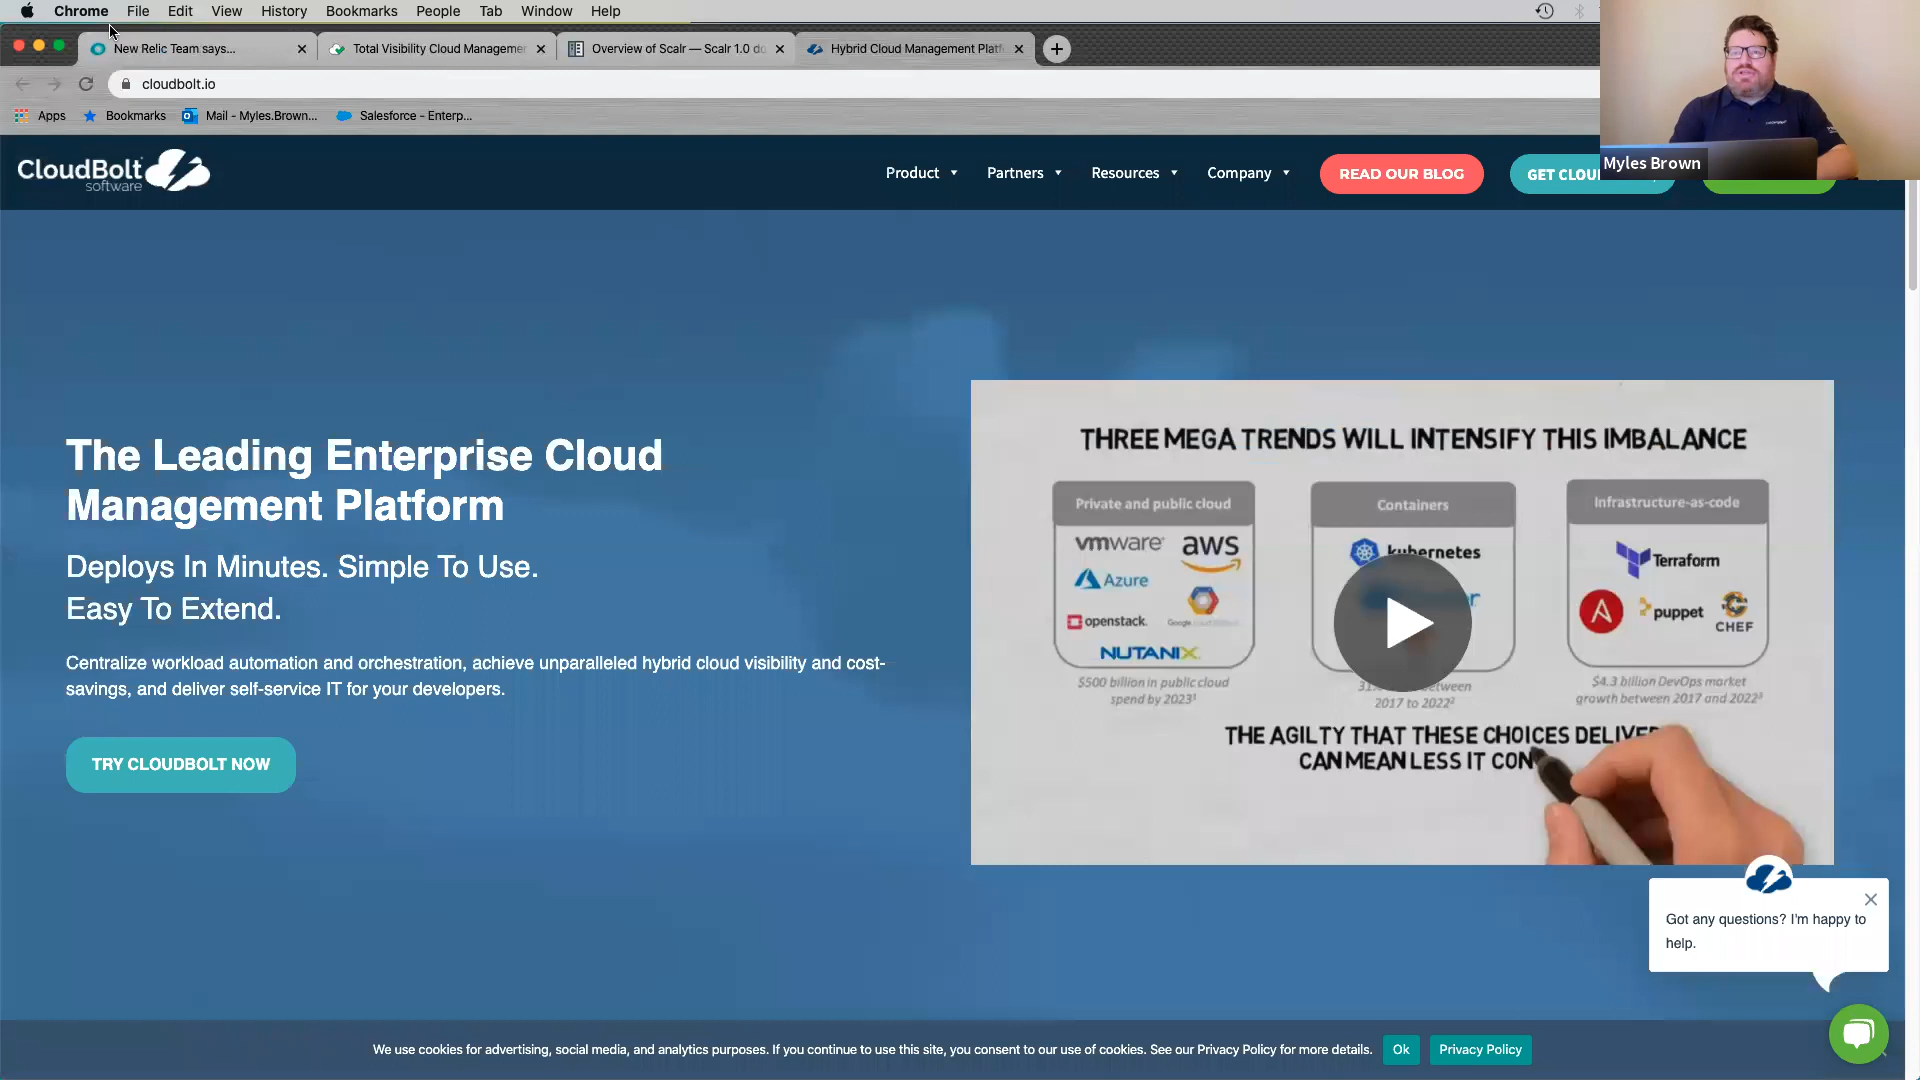 Chrome File Edit View History Bookmarks People Tab Window Help
New Relic Team says...
Total Visibility Cloud Managemer
Overview of Scalr — Scalr 1.0 do
Hybrid Cloud Management Platf
cloudbolt.io
Apps Bookmarks Mail - Myles.Brown... Salesforce - Enterp...
Myles Brown
CloudBolt
software
Product Partners Resources Company READ OUR BLOG GET CLOU
The Leading Enterprise Cloud
Management Platform
Deploys In Minutes. Simple To Use.
Easy To Extend.
Centralize workload automation and orchestration, achieve unparalleled hybrid cloud visibility and cost-
savings, and deliver self-service IT for your developers.
TRY CLOUDBOLT NOW
THREE MEGA TRENDS WILL INTENSIFY THIS IMBALANCE
Private and public cloud
vmware aws
Azure
openstack.
NUTANIX
$500 billion in public cloud
spend by 2023¹
Containers
kubernetes
between
2017 to 2022²
Infrastructure-as-code
Terraform
A puppet CHEF
$4.3 billion DevOps market
growth between 2017 and 2022³
THE AGILTY THAT THESE CHOICES DELIVER
CAN MEAN LESS IT CON
Got any questions? I'm happy to
help.
We use cookies for advertising, social media, and analytics purposes. If you continue to use this site, you consent to our use of cookies. See our Privacy Policy for more details. Ok Privacy Policy